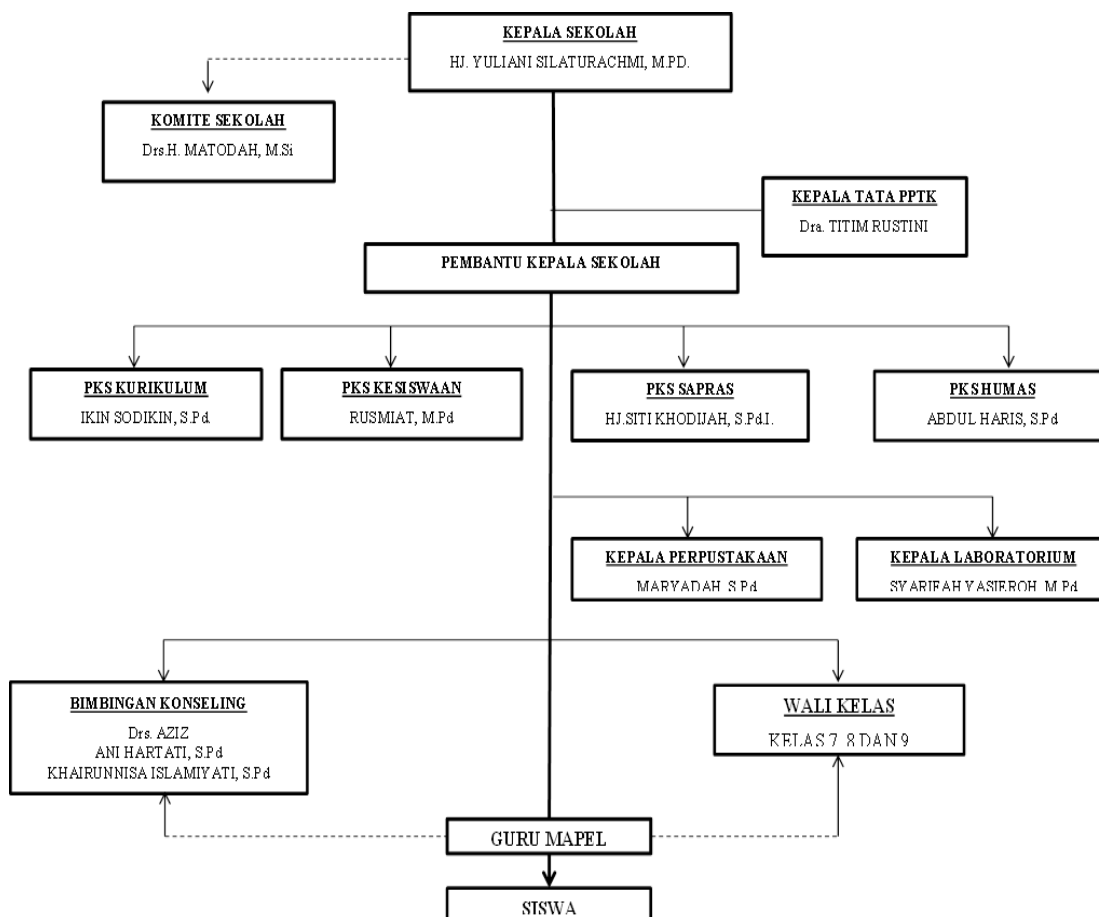 KEPALA SEKOLAH
HJ. YULIANI SILATURACHMI, M.PD.
KOMITE SEKOLAH
Drs.H. MATODAH, M.Si
KEPALA TATA PPTK
Dra. TITIM RUSTINI
PEMBANTU KEPALA SEKOLAH
PKS KURIKULUM
IKIN SODIKIN, S.Pd.
PKS KESISWAAN
RUSMIAT, M.Pd
PKS SAPRAS
HJ.SITI KHODIJAH, S.Pd.I.
PKS HUMAS
ABDUL HARIS, S.Pd
KEPALA PERPUSTAKAAN
MARYADAH, S.Pd
KEPALA LABORATORIUM
SYARIFAH YASIEROH, M.Pd
BIMBINGAN KONSELING
Drs. AZIZ
ANI HARTATI, S.Pd
KHAIRUNNISA ISLAMIYATI, S.Pd
WALI KELAS
KELAS 7, 8 DAN 9
GURU MAPEL
SISWA